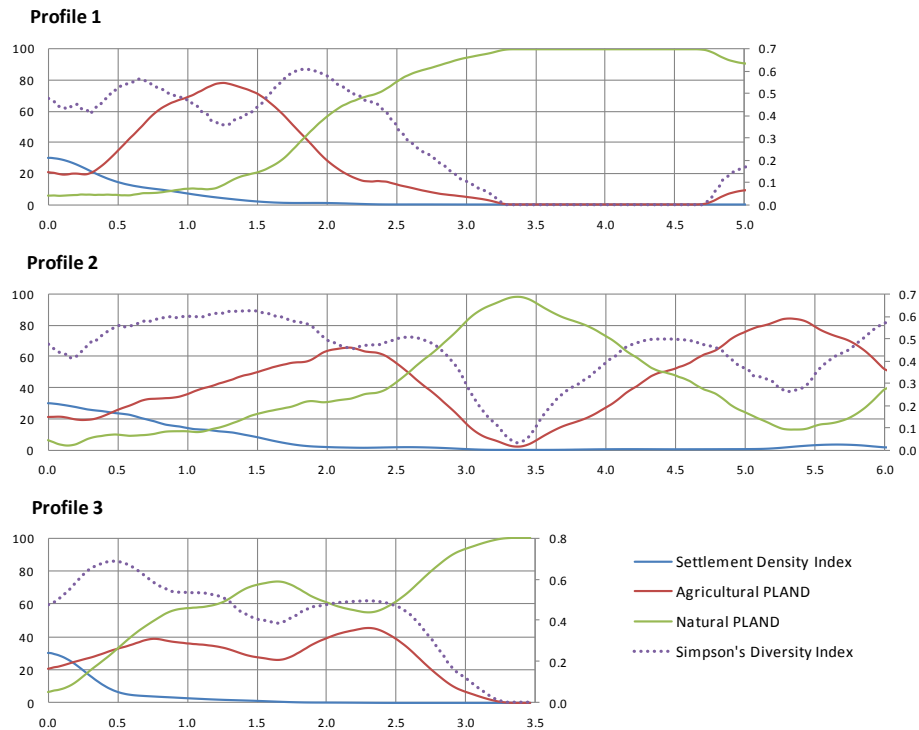 Profile 1
100 0.7
80 0.6
0.5
60 0.4
40 0.3
20 0.2
0.1
0 0.0
0.0 0.5 1.0 1.5 2.0 2.5 3.0 3.5 4.0 4.5 5.0
Profile 2
100 0.7
80 0.6
0.5
60 0.4
40 0.3
20 0.2
0.1
0 0.0
0.0 0.5 1.0 1.5 2.0 2.5 3.0 3.5 4.0 4.5 5.0 5.5 6.0
Profile 3
100 0.8
80 0.6
60
0.4
40
20 0.2
0 0.0
0.0 0.5 1.0 1.5 2.0 2.5 3.0 3.5
Settlement Density Index
Agricultural PLAND
Natural PLAND
Simpson's Diversity Index